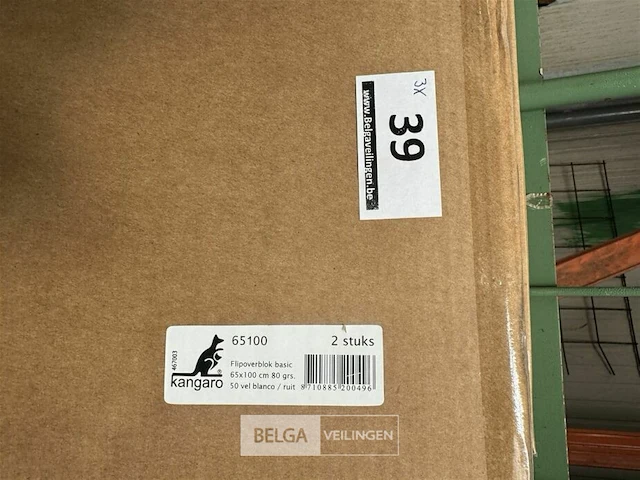 3X
39
www.Belgaveilingen.be
65100 2 stuks
467003
Flipoverblok basic
65x100 cm 80 grs.
50 vel blanco / ruit
kangaro®
8 710885 200496
BELGA VEILINGEN